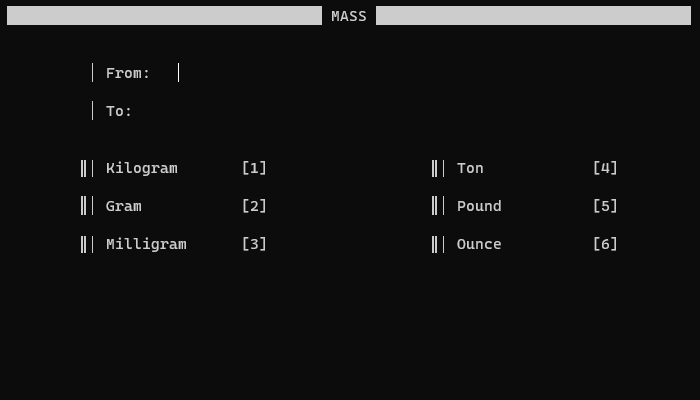 MASS
From:
To:
Kilogram [1] Ton [4]
Gram [2] Pound [5]
Milligram [3] Ounce [6]